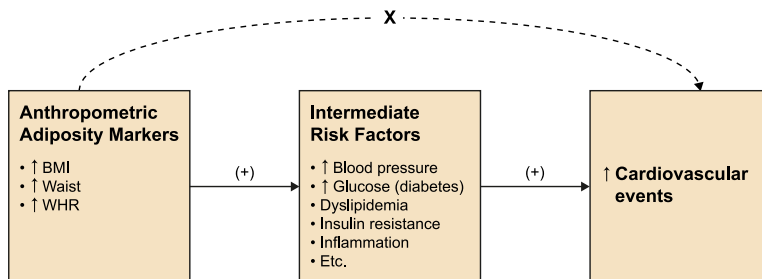 X
Anthropometric
Adiposity Markers
• ↑ BMI
• ↑ Waist
• ↑ WHR
(+)
Intermediate
Risk Factors
• ↑ Blood pressure
• ↑ Glucose (diabetes)
• Dyslipidemia
• Insulin resistance
• Inflammation
• Etc.
(+)
↑ Cardiovascular
events